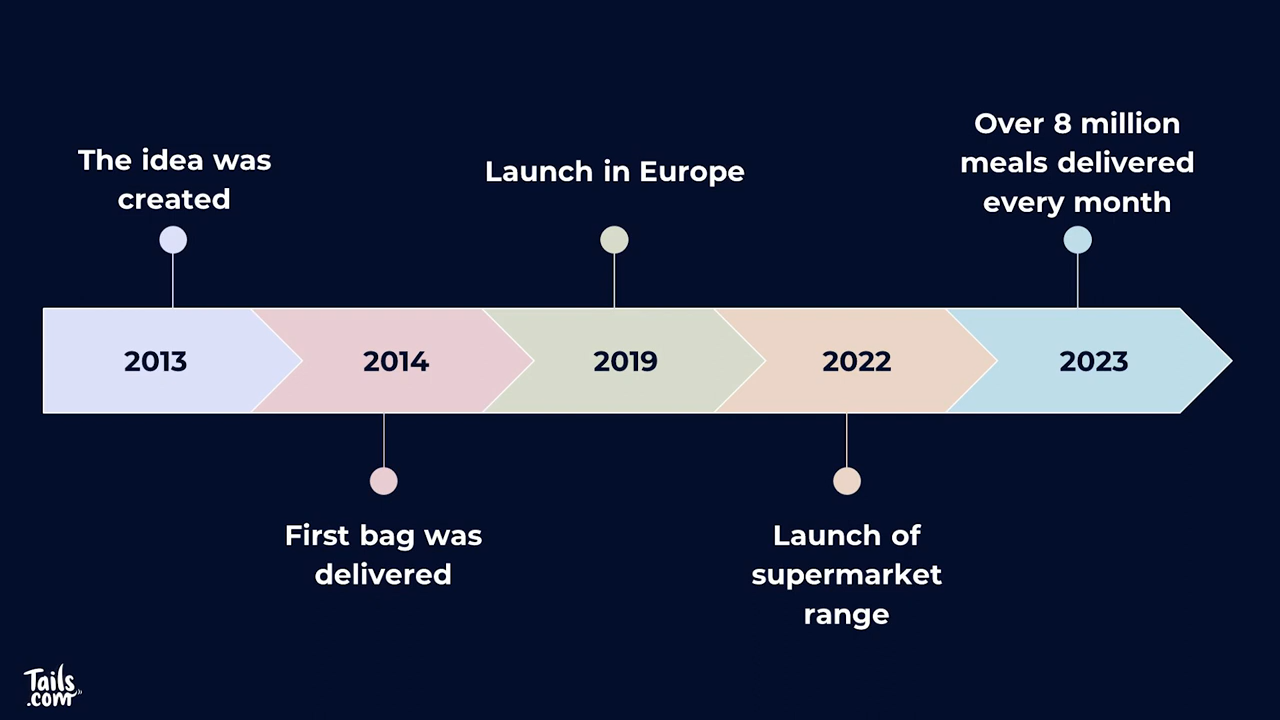 The idea was
created
Launch in Europe
Over 8 million
meals delivered
every month
2013
2014
2019
2022
2023
First bag was
delivered
Launch of
supermarket
range
Tails
.com